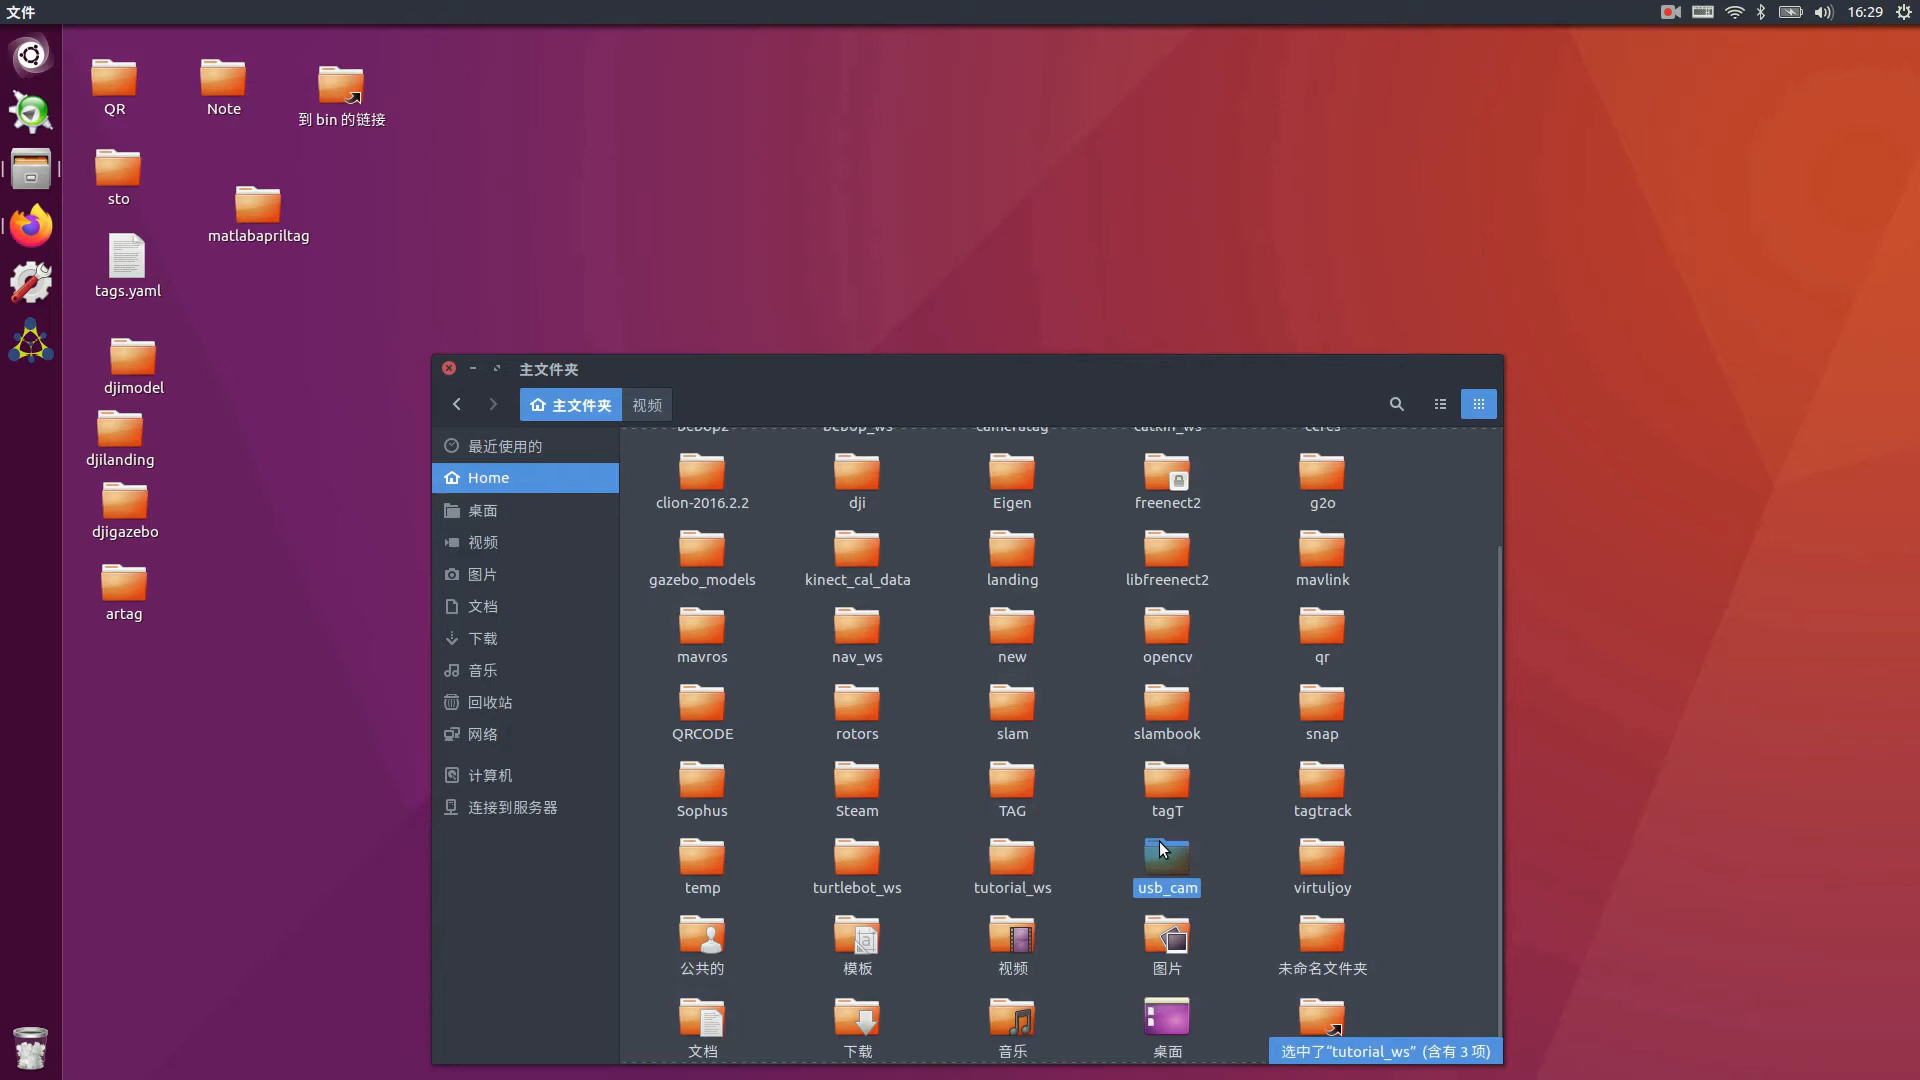 文件
16:29
QR
Note
到 bin 的链接
sto
matlabapriltag
tags.yaml
djimodel
djilanding
djigazebo
artag
主文件夹
主文件夹
视频
最近使用的
Home
桌面
视频
图片
文档
下载
音乐
回收站
网络
计算机
连接到服务器
clion-2016.2.2
dji
Eigen
freenect2
g2o
gazebo_models
kinect_cal_data
landing
libfreenect2
mavlink
mavros
nav_ws
new
opencv
qr
QRCODE
rotors
slam
slambook
snap
Sophus
Steam
TAG
tagT
tagtrack
temp
turtlebot_ws
tutorial_ws
usb_cam
virtuljoy
公共的
模板
视频
图片
未命名文件夹
文档
下载
音乐
桌面
选中了“tutorial_ws” (含有 3 项)